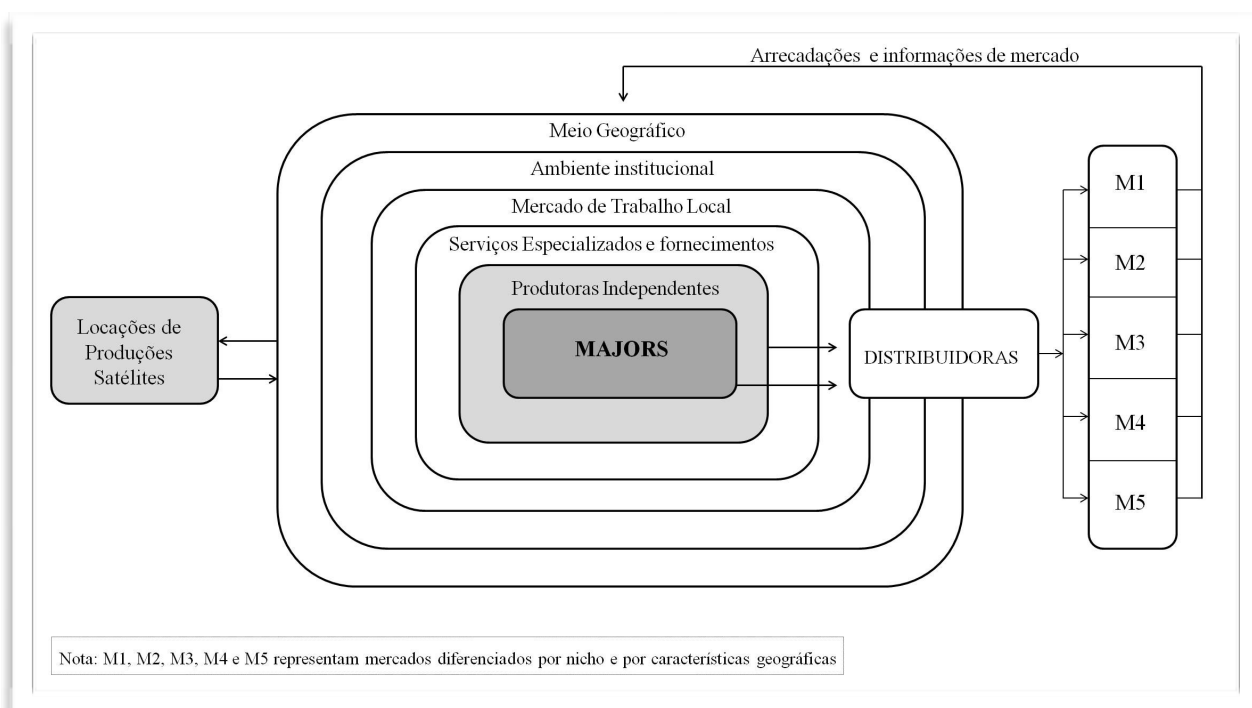 Arrecadações e informações de mercado
Meio Geográfico
Ambiente institucional
Mercado de Trabalho Local
Serviços Especializados e fornecimentos
Produtoras Independentes
MAJORS
Locações de
Produções
Satélites
DISTRIBUIDORAS
M1
M2
M3
M4
M5
Nota: M1, M2, M3, M4 e M5 representam mercados diferenciados por nicho e por características geográficas